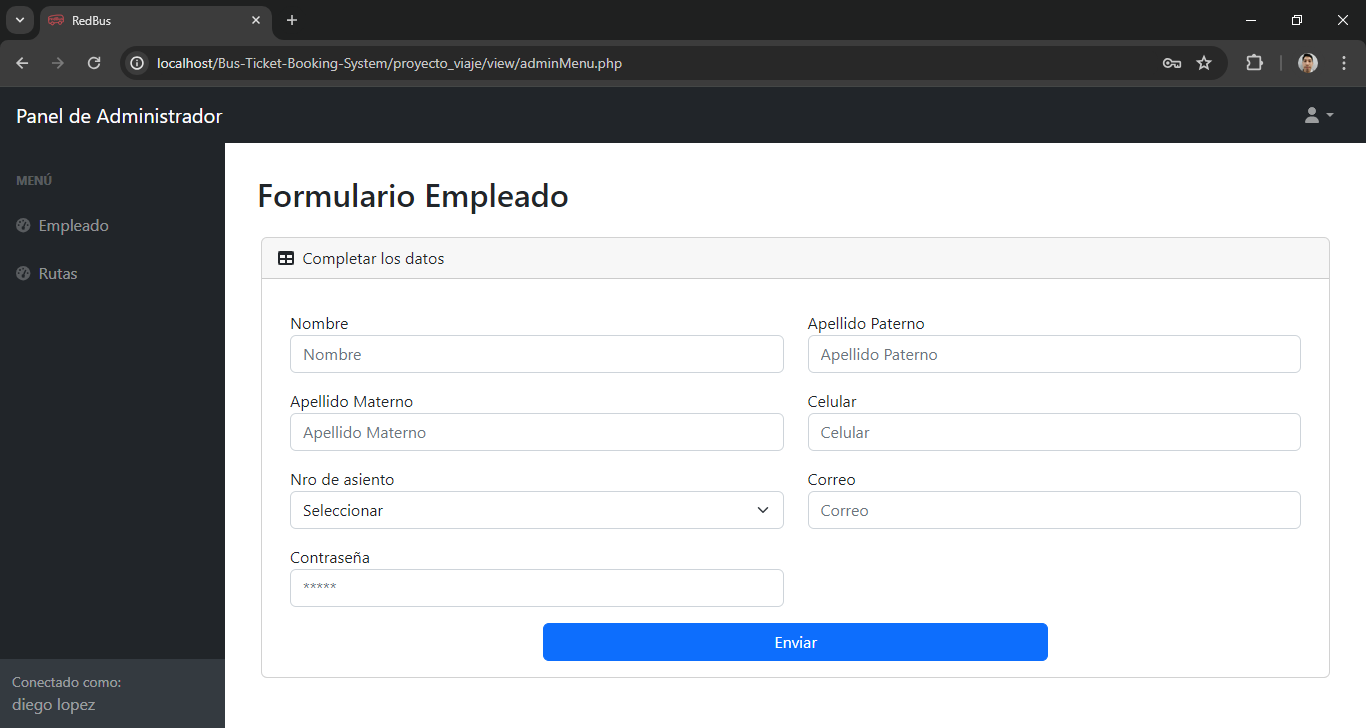 RedBus
localhost/Bus-Ticket-Booking-System/proyecto_viaje/view/adminMenu.php
Panel de Administrador
MENÚ
Empleado
Rutas
Conectado como:
diego lopez
Formulario Empleado
Completar los datos
Nombre
Nombre
Apellido Paterno
Apellido Paterno
Apellido Materno
Apellido Materno
Celular
Celular
Nro de asiento
Seleccionar
Correo
Correo
Contraseña
*****
Enviar